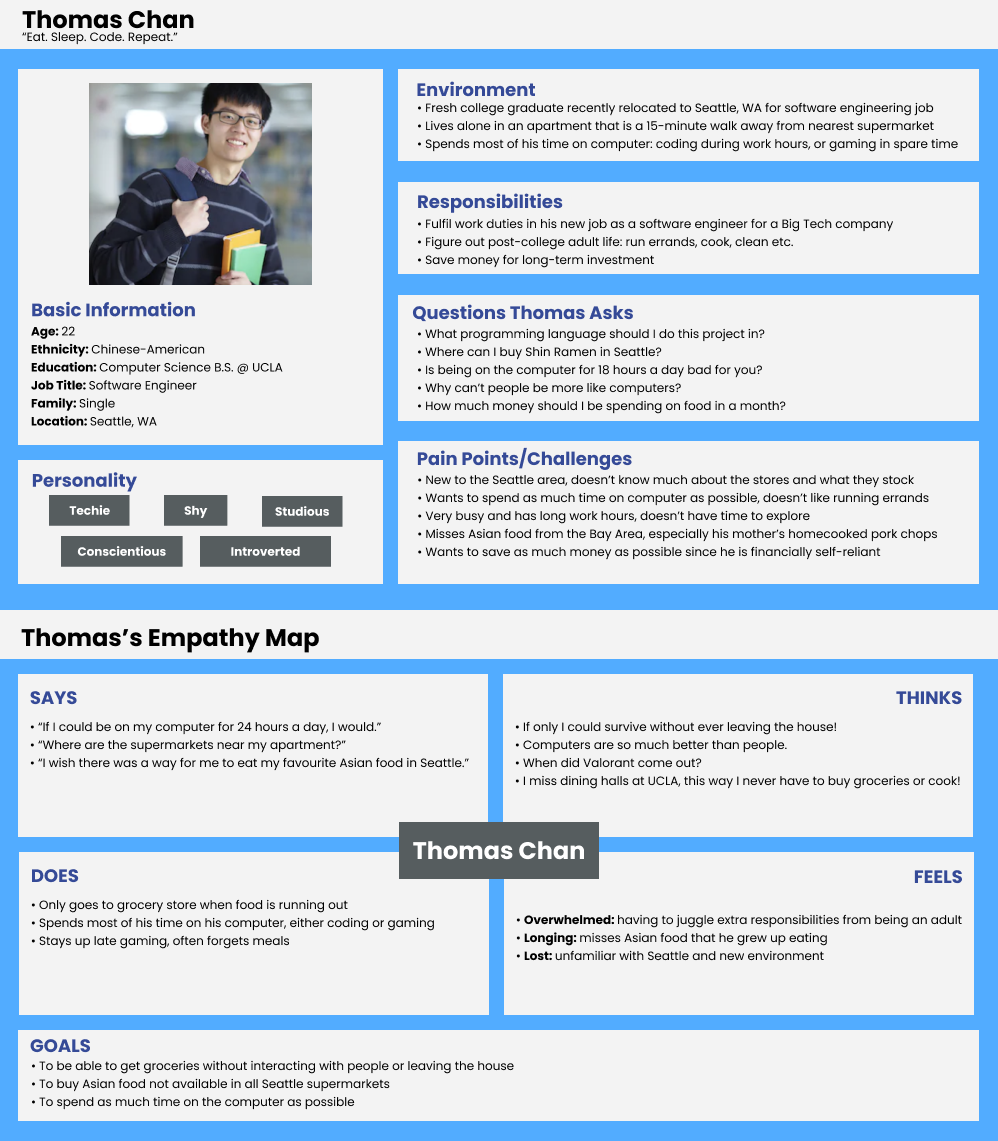 Thomas Chan
“Eat. Sleep. Code. Repeat.”
Basic Information
Age: 22
Ethnicity: Chinese-American
Education: Computer Science B.S. @ UCLA
Job Title: Software Engineer
Family: Single
Location: Seattle, WA
Personality
Techie
Shy
Studious
Conscientious
Introverted
Environment
• Fresh college graduate recently relocated to Seattle, WA for software engineering job
• Lives alone in an apartment that is a 15-minute walk away from nearest supermarket
• Spends most of his time on computer: coding during work hours, or gaming in spare time
Responsibilities
• Fulfil work duties in his new job as a software engineer for a Big Tech company
• Figure out post-college adult life: run errands, cook, clean etc.
• Save money for long-term investment
Questions Thomas Asks
• What programming language should I do this project in?
• Where can I buy Shin Ramen in Seattle?
• Is being on the computer for 18 hours a day bad for you?
• Why can’t people be more like computers?
• How much money should I be spending on food in a month?
Pain Points/Challenges
• New to the Seattle area, doesn’t know much about the stores and what they stock
• Wants to spend as much time on computer as possible, doesn’t like running errands
• Very busy and has long work hours, doesn’t have time to explore
• Misses Asian food from the Bay Area, especially his mother’s homecooked pork chops
• Wants to save as much money as possible since he is financially self-reliant
Thomas’s Empathy Map
SAYS
• “If I could be on my computer for 24 hours a day, I would.”
• “Where are the supermarkets near my apartment?”
• “I wish there was a way for me to eat my favourite Asian food in Seattle.”
THINKS
• If only I could survive without ever leaving the house!
• Computers are so much better than people.
• When did Valorant come out?
• I miss dining halls at UCLA, this way I never have to buy groceries or cook!
Thomas Chan
DOES
• Only goes to grocery store when food is running out
• Spends most of his time on his computer, either coding or gaming
• Stays up late gaming, often forgets meals
FEELS
• Overwhelmed: having to juggle extra responsibilities from being an adult
• Longing: misses Asian food that he grew up eating
• Lost: unfamiliar with Seattle and new environment
GOALS
• To be able to get groceries without interacting with people or leaving the house
• To buy Asian food not available in all Seattle supermarkets
• To spend as much time on the computer as possible